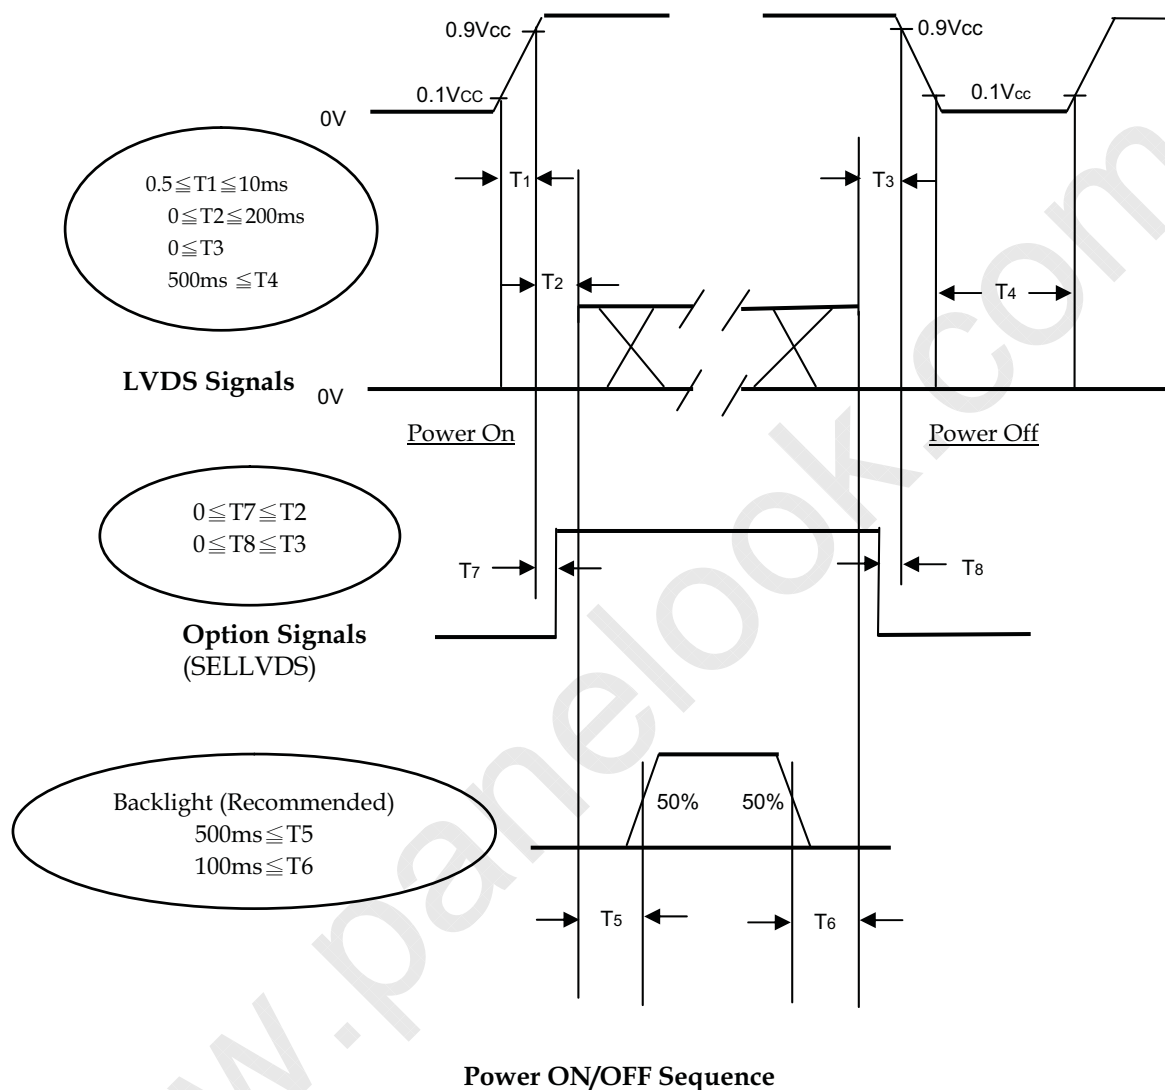 0.9Vcc
0.9Vcc
0.1Vcc
0.1Vcc
0V
0.5≦T1≦10ms
0≦T2≦200ms
0≦T3
500ms ≦T4
T1
T3
T2
T4
LVDS Signals
0V
Power On
Power Off
0≦T7≦T2
0≦T8≦T3
T7
T8
Option Signals
(SELLVDS)
Backlight (Recommended)
500ms≦T5
100ms≦T6
50%
50%
T5
T6
Power ON/OFF Sequence
www.panelook.com